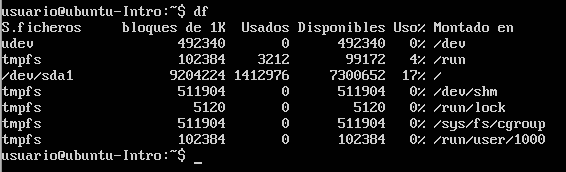 usuario@ubuntu-Intro:~$ df
S.ficheros     bloques de 1K  Usados Disponibles Uso% Montado en
udev                  492340       0      492340   0% /dev
tmpfs                 102384    3212       99172   4% /run
/dev/sda1            9204224 1412976     7300652  17% /
tmpfs                 511904       0      511904   0% /dev/shm
tmpfs                   5120       0        5120   0% /run/lock
tmpfs                 511904       0      511904   0% /sys/fs/cgroup
tmpfs                 102384       0      102384   0% /run/user/1000
usuario@ubuntu-Intro:~$ _